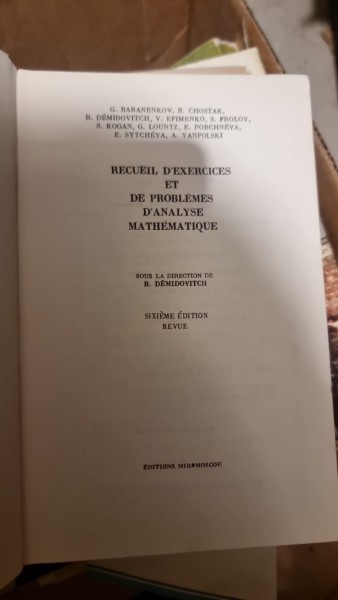 G. BARANENKOV, R. CHOSTAK,
B. DÉMIDOVITCH, V. EFIMENKO, S. FROLOV,
S. KOGAN, G. LOUNTZ, E. PORCHNÉVA,
E. SYTCHÉVA, A. YANPOLSKI
RECUEIL D'EXERCICES
ET
DE PROBLÈMES
D'ANALYSE
MATHÉMATIQUE
SOUS LA DIRECTION DE
B. DÉMIDOVITCH
SIXIÈME ÉDITION
REVUE
ÉDITIONS MIR•MOSCOU